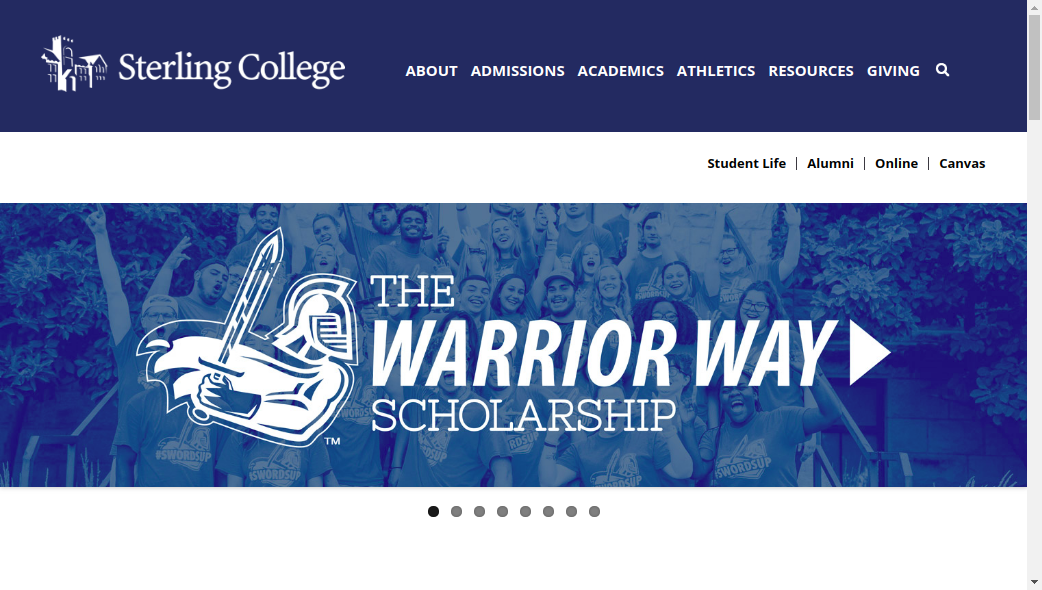 Sterling College
ABOUT ADMISSIONS ACADEMICS ATHLETICS RESOURCES GIVING
Student Life | Alumni | Online | Canvas
THE
WARRIOR WAY
SCHOLARSHIP
TM
#SWORDSUP
#SWORDSUP
#SWORDSUP